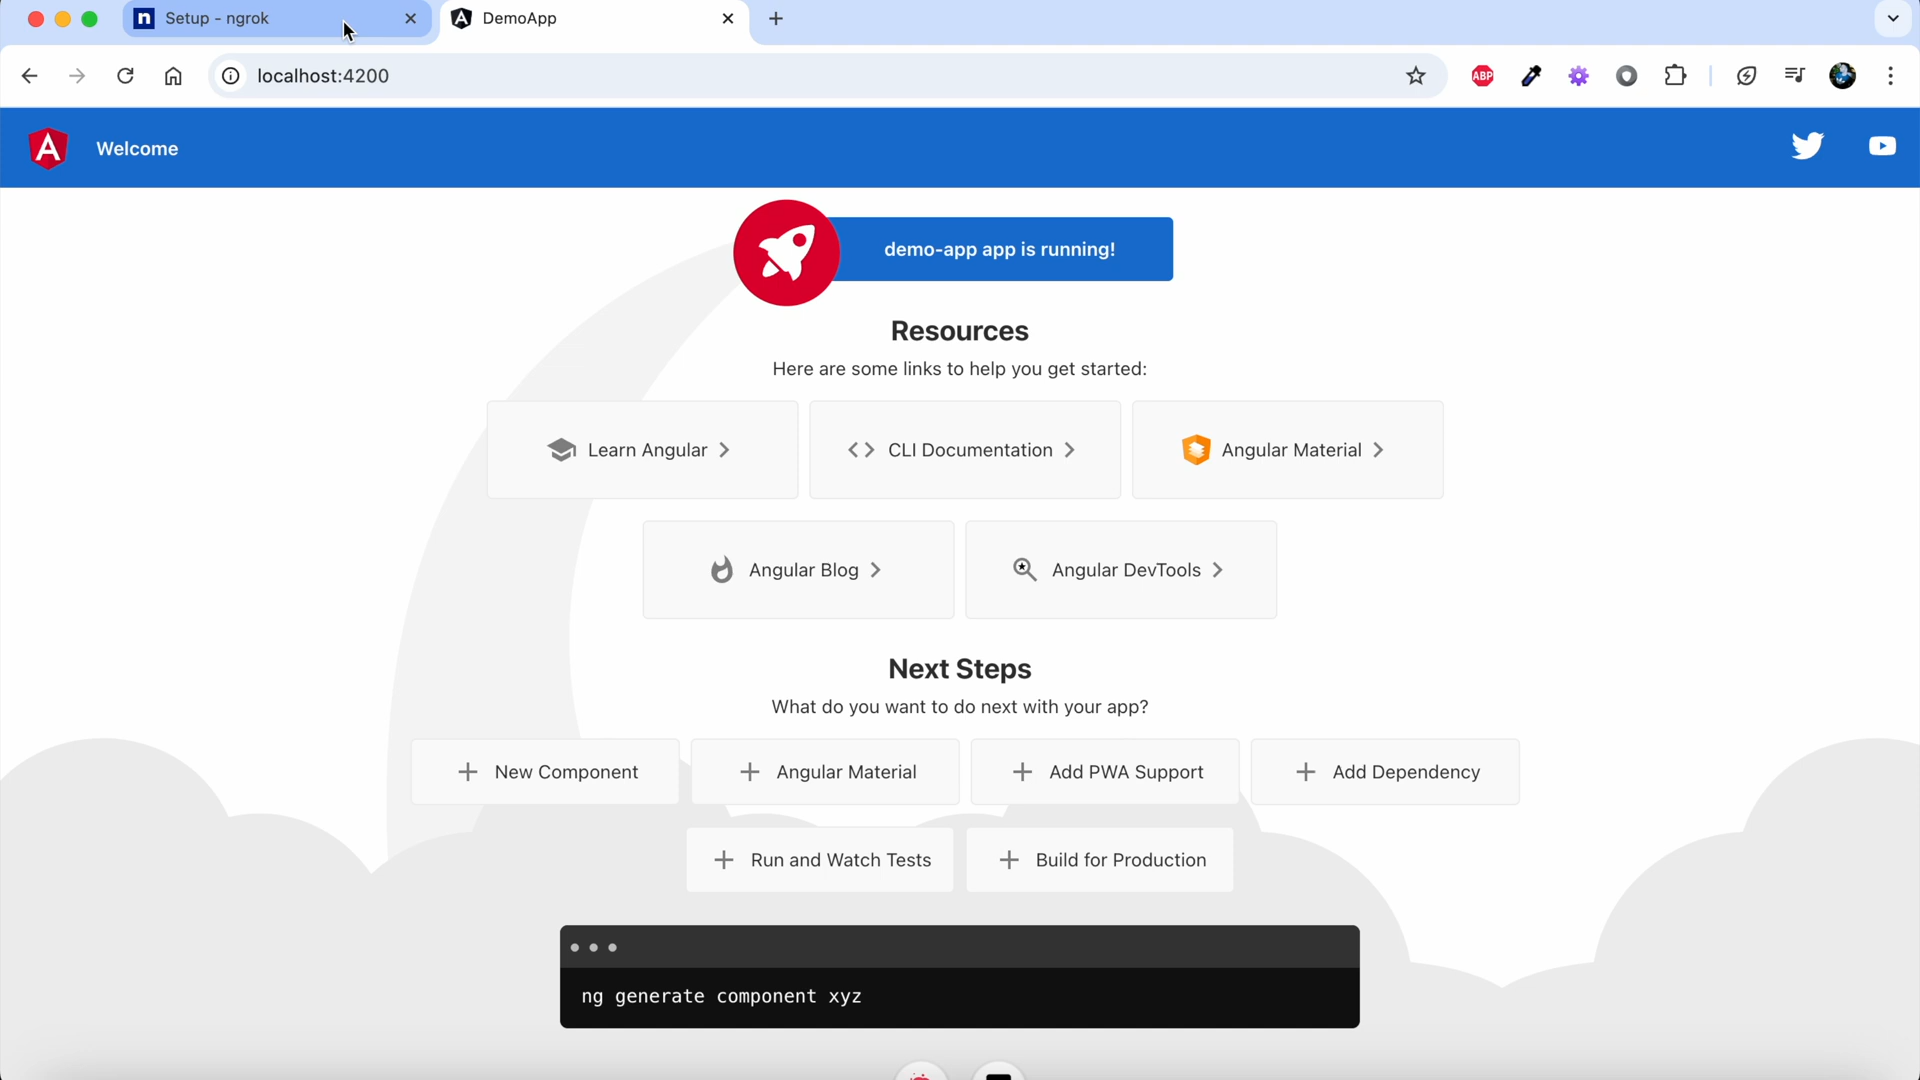 Setup - ngrok
DemoApp
localhost:4200
ABP
Welcome
demo-app app is running!
Resources
Here are some links to help you get started:
Learn Angular
CLI Documentation
Angular Material
Angular Blog
Angular DevTools
Next Steps
What do you want to do next with your app?
New Component
Angular Material
Add PWA Support
Add Dependency
Run and Watch Tests
Build for Production
ng generate component xyz